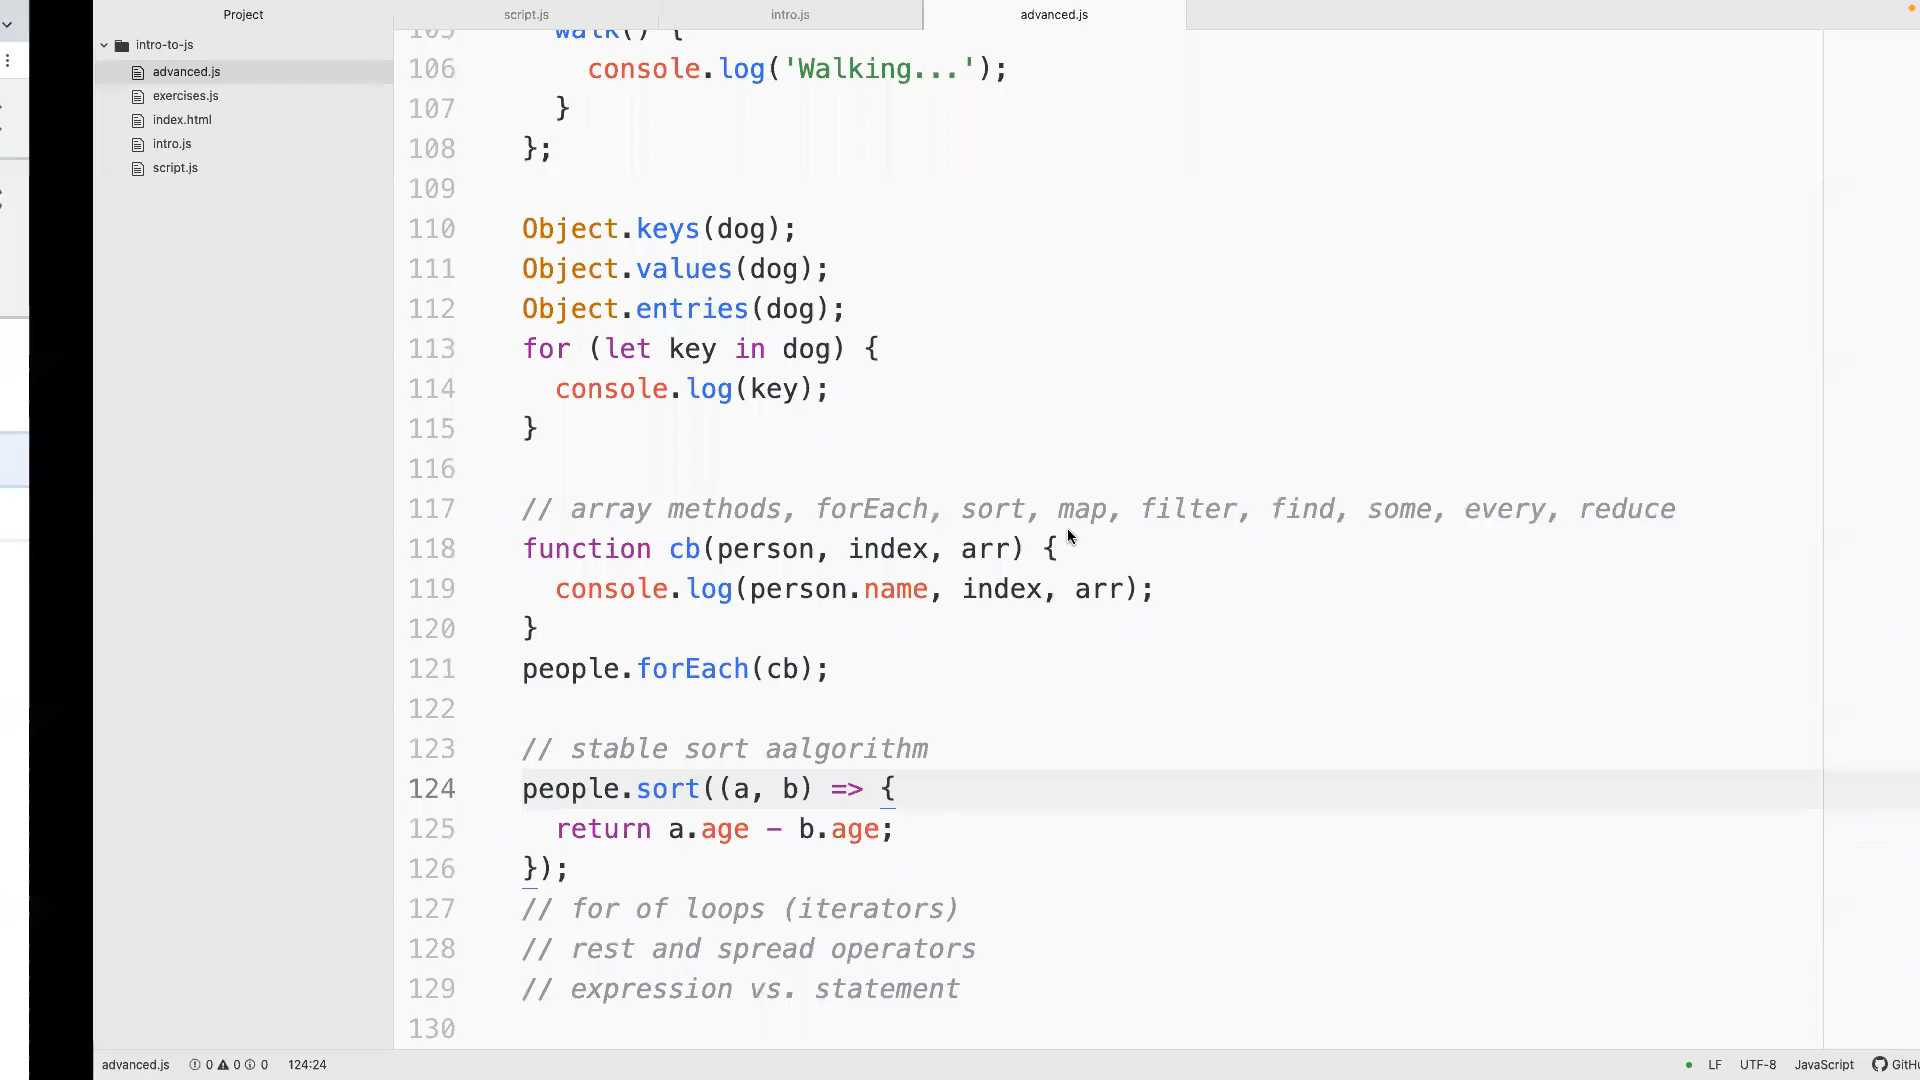 Project
script.js
intro.js
advanced.js
intro-to-js
advanced.js
exercises.js
index.html
intro.js
script.js
105 walk() {
106 console.log('Walking...');
107 }
108 };
109
110 Object.keys(dog);
111 Object.values(dog);
112 Object.entries(dog);
113 for (let key in dog) {
114 console.log(key);
115 }
116
117 // array methods, forEach, sort, map, filter, find, some, every, reduce
118 function cb(person, index, arr) {
119 console.log(person.name, index, arr);
120 }
121 people.forEach(cb);
122
123 // stable sort aalgorithm
124 people.sort((a, b) => {
125 return a.age - b.age;
126 });
127 // for of loops (iterators)
128 // rest and spread operators
129 // expression vs. statement
130
advanced.js 0 0 0 124:24 LF UTF-8 JavaScript GitHu